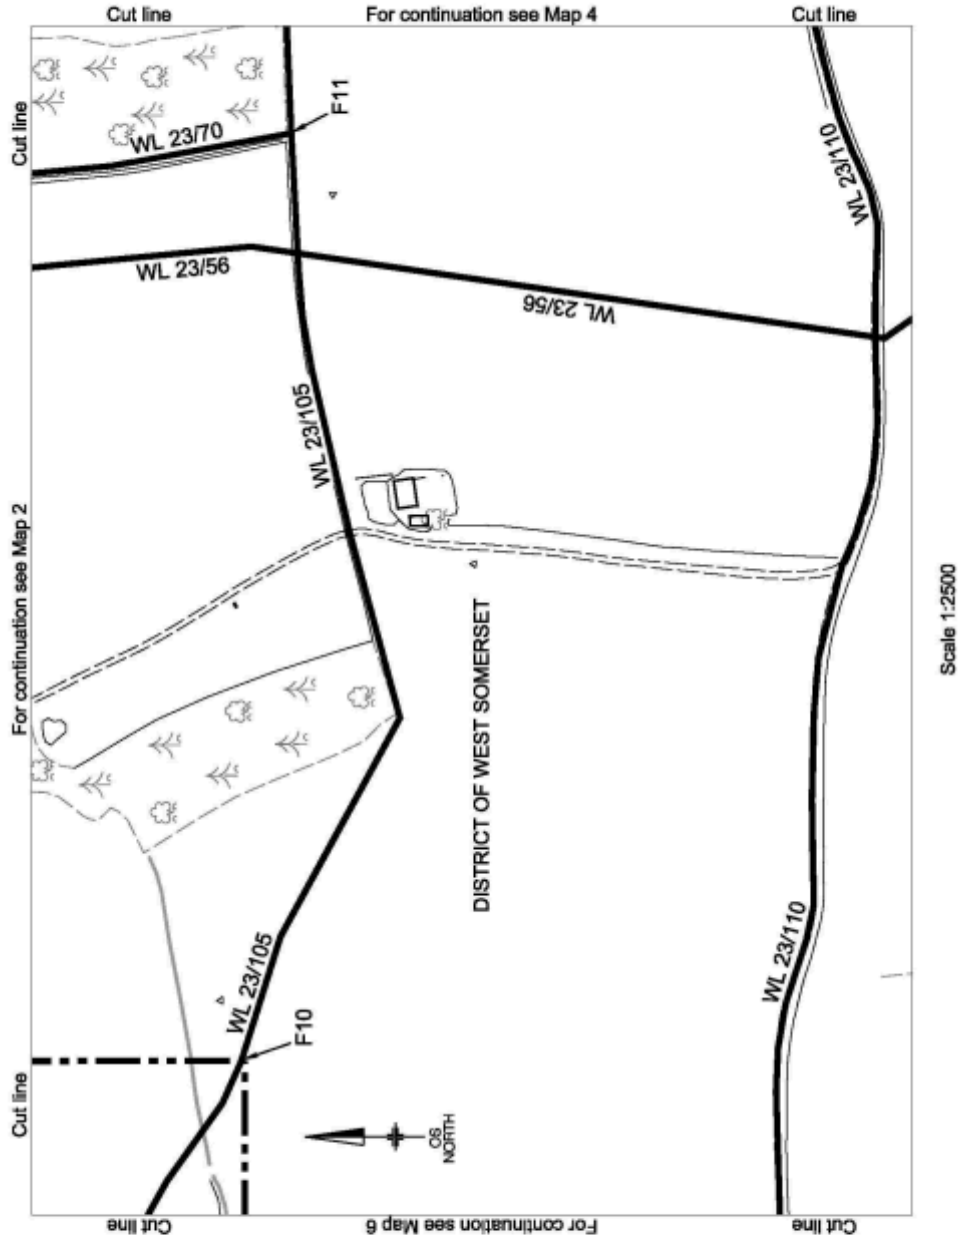 Cut line
For continuation see Map 4
Cut line
Cut line
F11
WL 23/70
WL 23/110
WL 23/56
WL 23/56
WL 23/105
For continuation see Map 2
DISTRICT OF WEST SOMERSET
Scale 1:2500
WL 23/105
WL 23/110
F10
Cut line
OS
NORTH
Cut line
For continuation see Map 6
Cut line